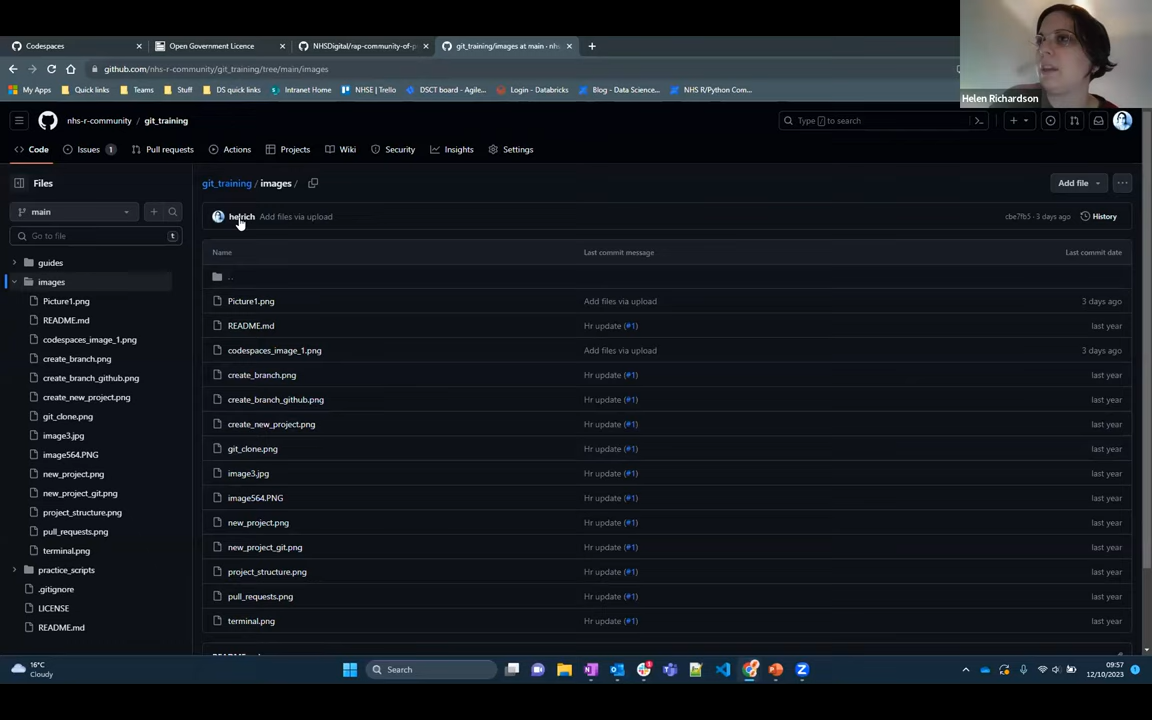 Codespaces
Open Government Licence
NHSDigital/rap-community-of-p
git_training/images at main · nhs
github.com/nhs-r-community/git_training/tree/main/images
My Apps Quick links Teams Stuff DS quick links Intranet Home NHSE | Trello DSCT board - Agile... Login - Databricks Blog - Data Science... NHS R/Python Com...
Helen Richardson
nhs-r-community / git_training
Type / to search
Code Issues 1 Pull requests Actions Projects Wiki Security Insights Settings
Files
git_training / images /
Add file
main
helrich Add files via upload
cbe7fb5 · 3 days ago History
Go to file t
Name Last commit message Last commit date
guides
images
..
Picture1.png
README.md
codespaces_image_1.png
create_branch.png
create_branch_github.png
create_new_project.png
git_clone.png
image3.jpg
image564.PNG
new_project.png
new_project_git.png
project_structure.png
pull_requests.png
terminal.png
practice_scripts
.gitignore
LICENSE
README.md
Picture1.png Add files via upload 3 days ago
README.md Hr update (#1) last year
codespaces_image_1.png Add files via upload 3 days ago
create_branch.png Hr update (#1) last year
create_branch_github.png Hr update (#1) last year
create_new_project.png Hr update (#1) last year
git_clone.png Hr update (#1) last year
image3.jpg Hr update (#1) last year
image564.PNG Hr update (#1) last year
new_project.png Hr update (#1) last year
new_project_git.png Hr update (#1) last year
project_structure.png Hr update (#1) last year
pull_requests.png Hr update (#1) last year
terminal.png Hr update (#1) last year
16°C
Cloudy
Search
09:57
12/10/2023